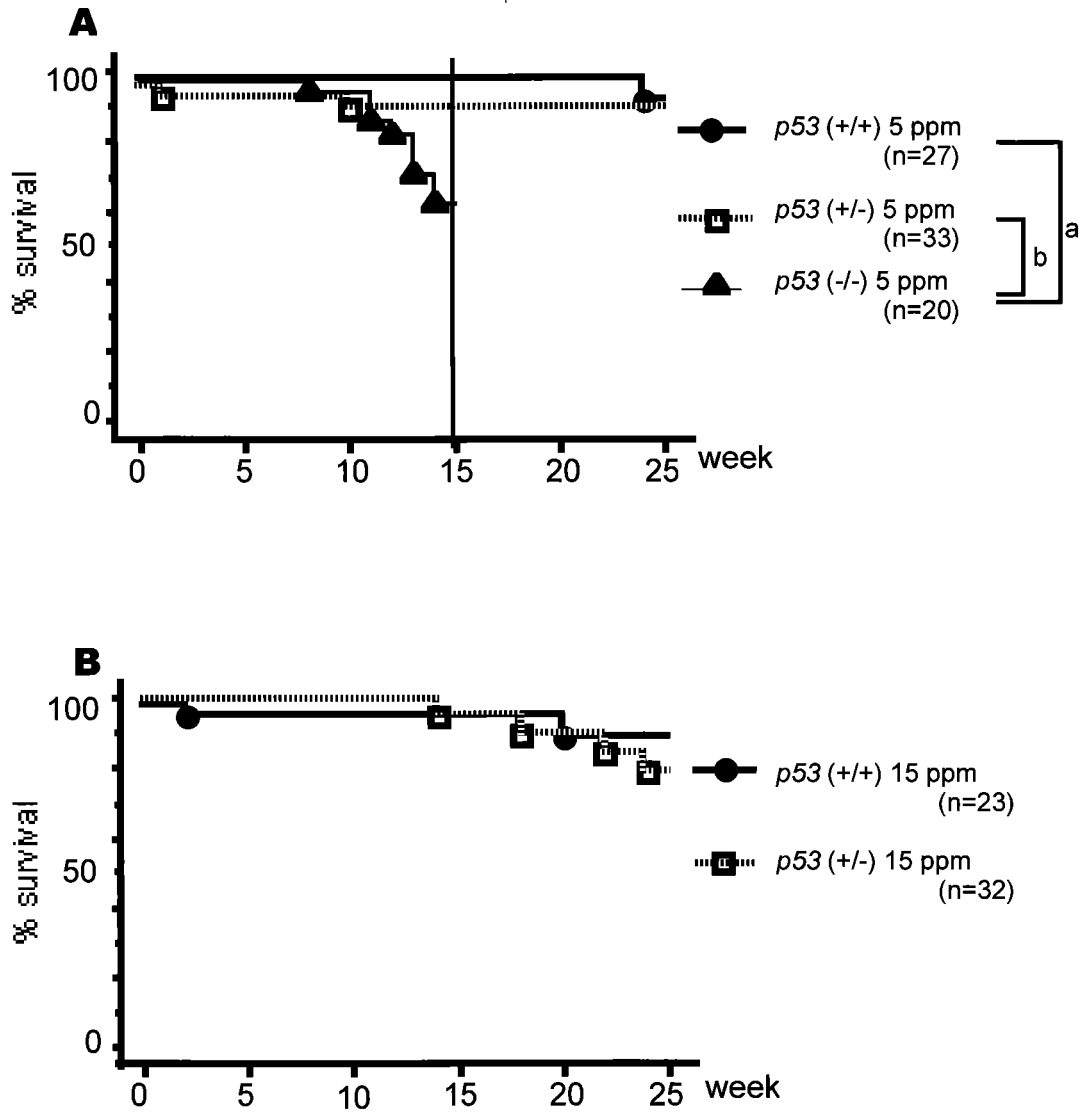 A
100
50
0
% survival
0 5 10 15 20 25 week
p53 (+/+) 5 ppm
(n=27)
p53 (+/-) 5 ppm
(n=33)
p53 (-/-) 5 ppm
(n=20)
a
b
B
100
50
0
% survival
0 5 10 15 20 25 week
p53 (+/+) 15 ppm
(n=23)
p53 (+/-) 15 ppm
(n=32)